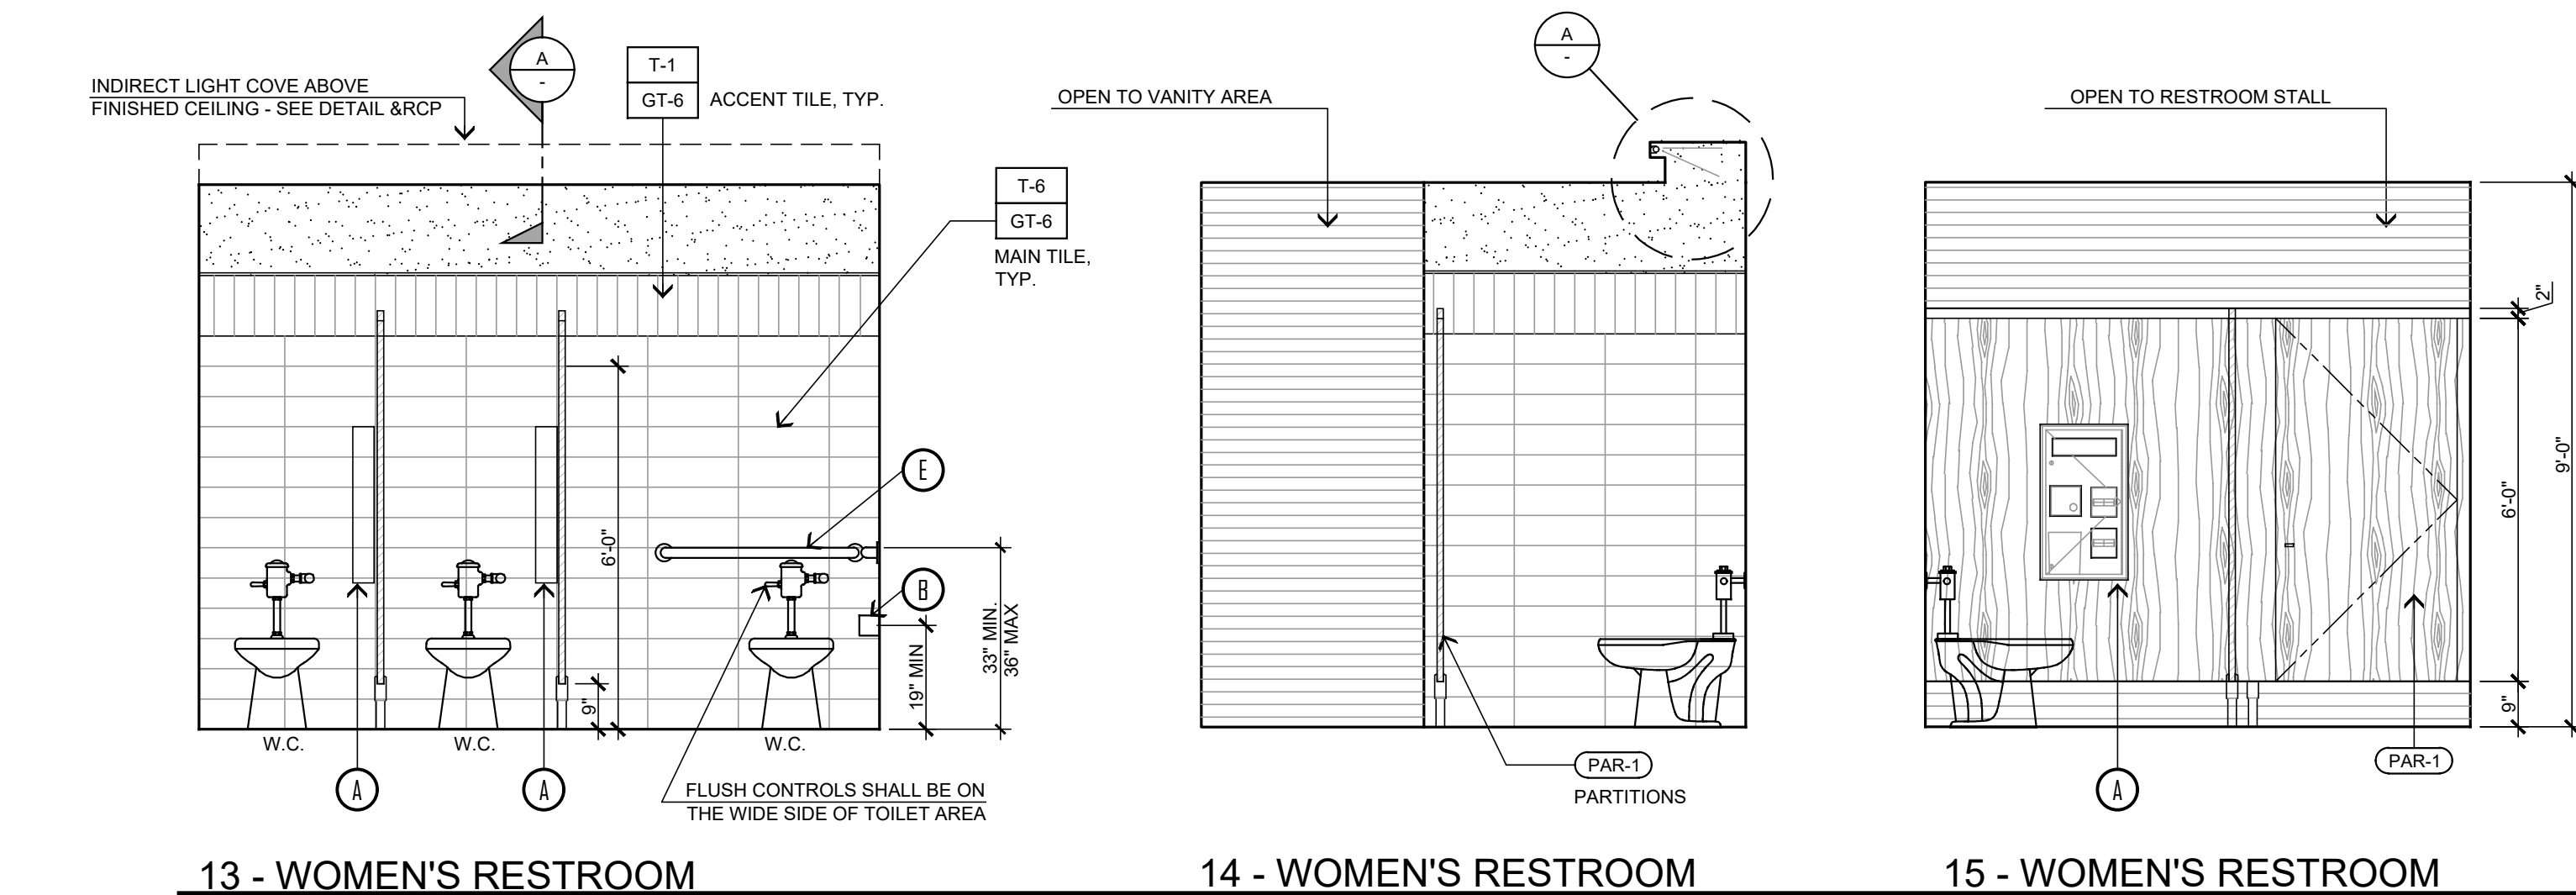 INDIRECT LIGHT COVE ABOVE
FINISHED CEILING - SEE DETAIL &RCP
A
-
T-1
GT-6
ACCENT TILE, TYP.
T-6
GT-6
MAIN TILE,
TYP.
E
B
6'-0"
9"
19" MIN
33" MIN.
36" MAX
W.C.
W.C.
W.C.
A
A
FLUSH CONTROLS SHALL BE ON
THE WIDE SIDE OF TOILET AREA
13 - WOMEN'S RESTROOM
OPEN TO VANITY AREA
A
-
PAR-1
PARTITIONS
14 - WOMEN'S RESTROOM
OPEN TO RESTROOM STALL
2"
6'-0"
9'-0"
9"
A
PAR-1
15 - WOMEN'S RESTROOM